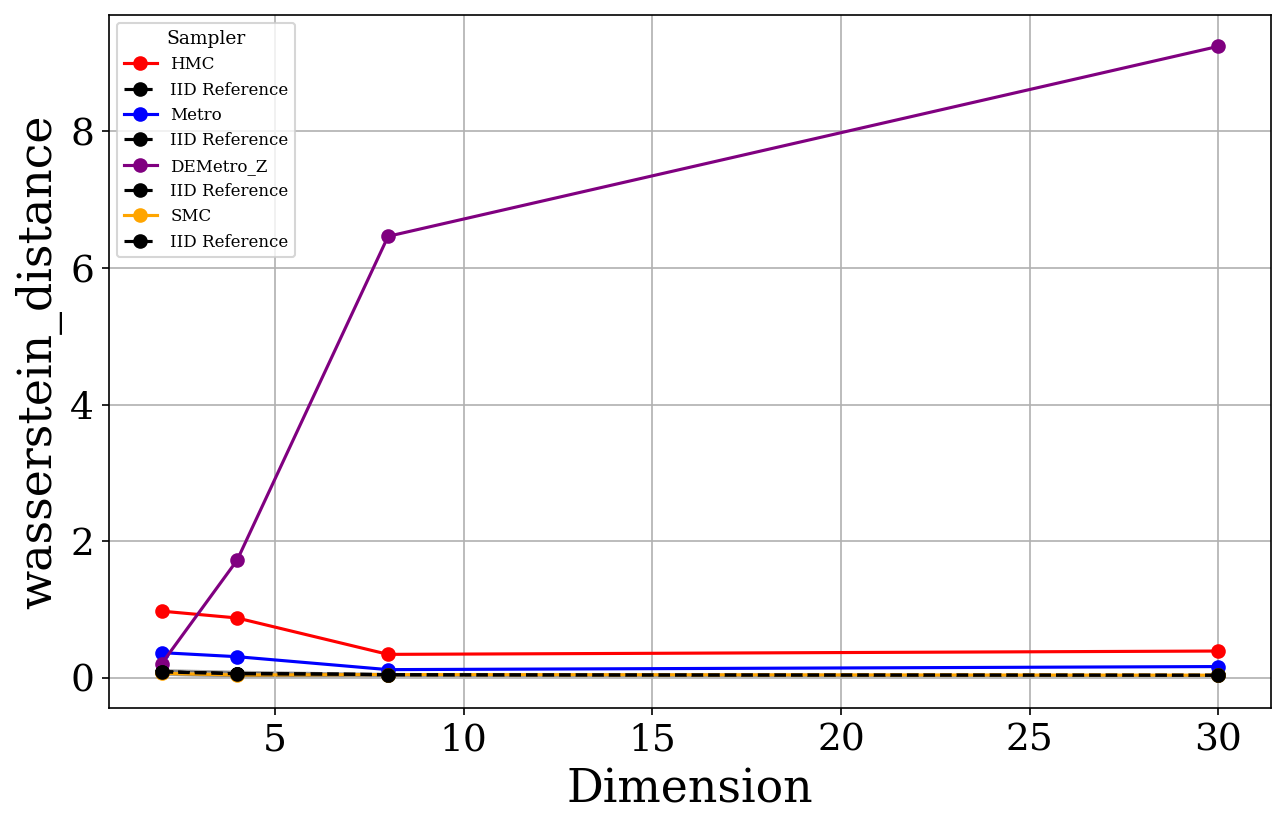 Sampler
HMC
IID Reference
Metro
IID Reference
DEMetro_Z
IID Reference
SMC
IID Reference
wasserstein_distance
8
6
4
2
0
5
10
15
20
25
30
Dimension